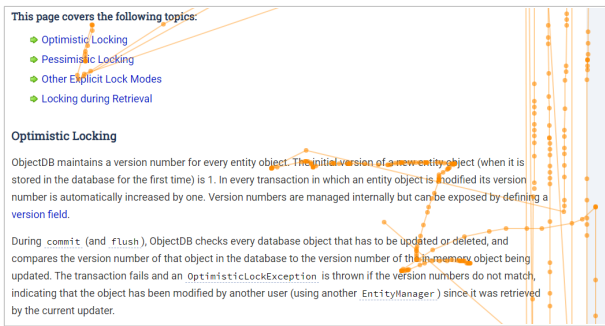 This page covers the following topics:
Optimistic Locking
Pessimistic Locking
Other Explicit Lock Modes
Locking during Retrieval
Optimistic Locking
ObjectDB maintains a version number for every entity object. The initial version of a new entity object (when it is
stored in the database for the first time) is 1. In every transaction in which an entity object is modified its version
number is automatically increased by one. Version numbers are managed internally but can be exposed by defining a
version field.
During commit (and flush), ObjectDB checks every database object that has to be updated or deleted, and
compares the version number of that object in the database to the version number of the in-memory object being
updated. The transaction fails and an OptimisticLockException is thrown if the version numbers do not match,
indicating that the object has been modified by another user (using another EntityManager) since it was retrieved
by the current updater.